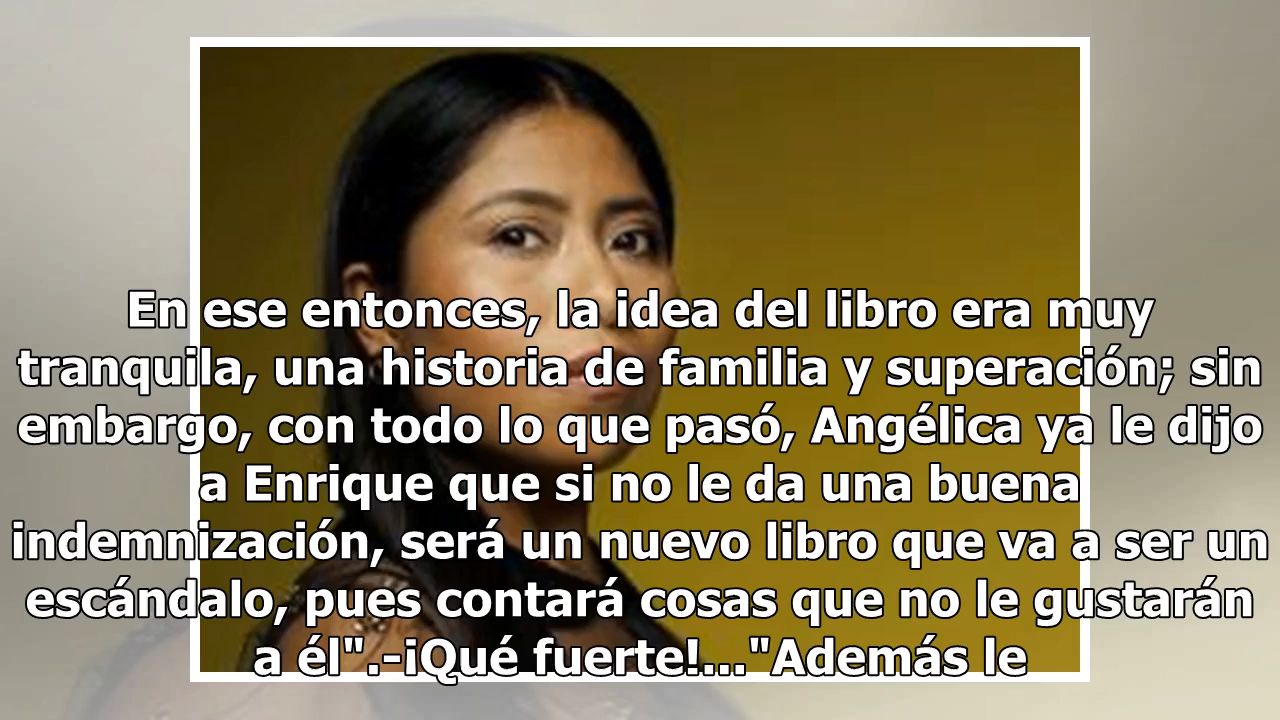 En ese entonces, la idea del libro era muy
tranquila, una historia de familia y superación; sin
embargo, con todo lo que pasó, Angélica ya le dijo
a Enrique que si no le da una buena
indemnización, será un nuevo libro que va a ser un
escándalo, pues contará cosas que no le gustarán
a él".-¡Qué fuerte!..."Además le